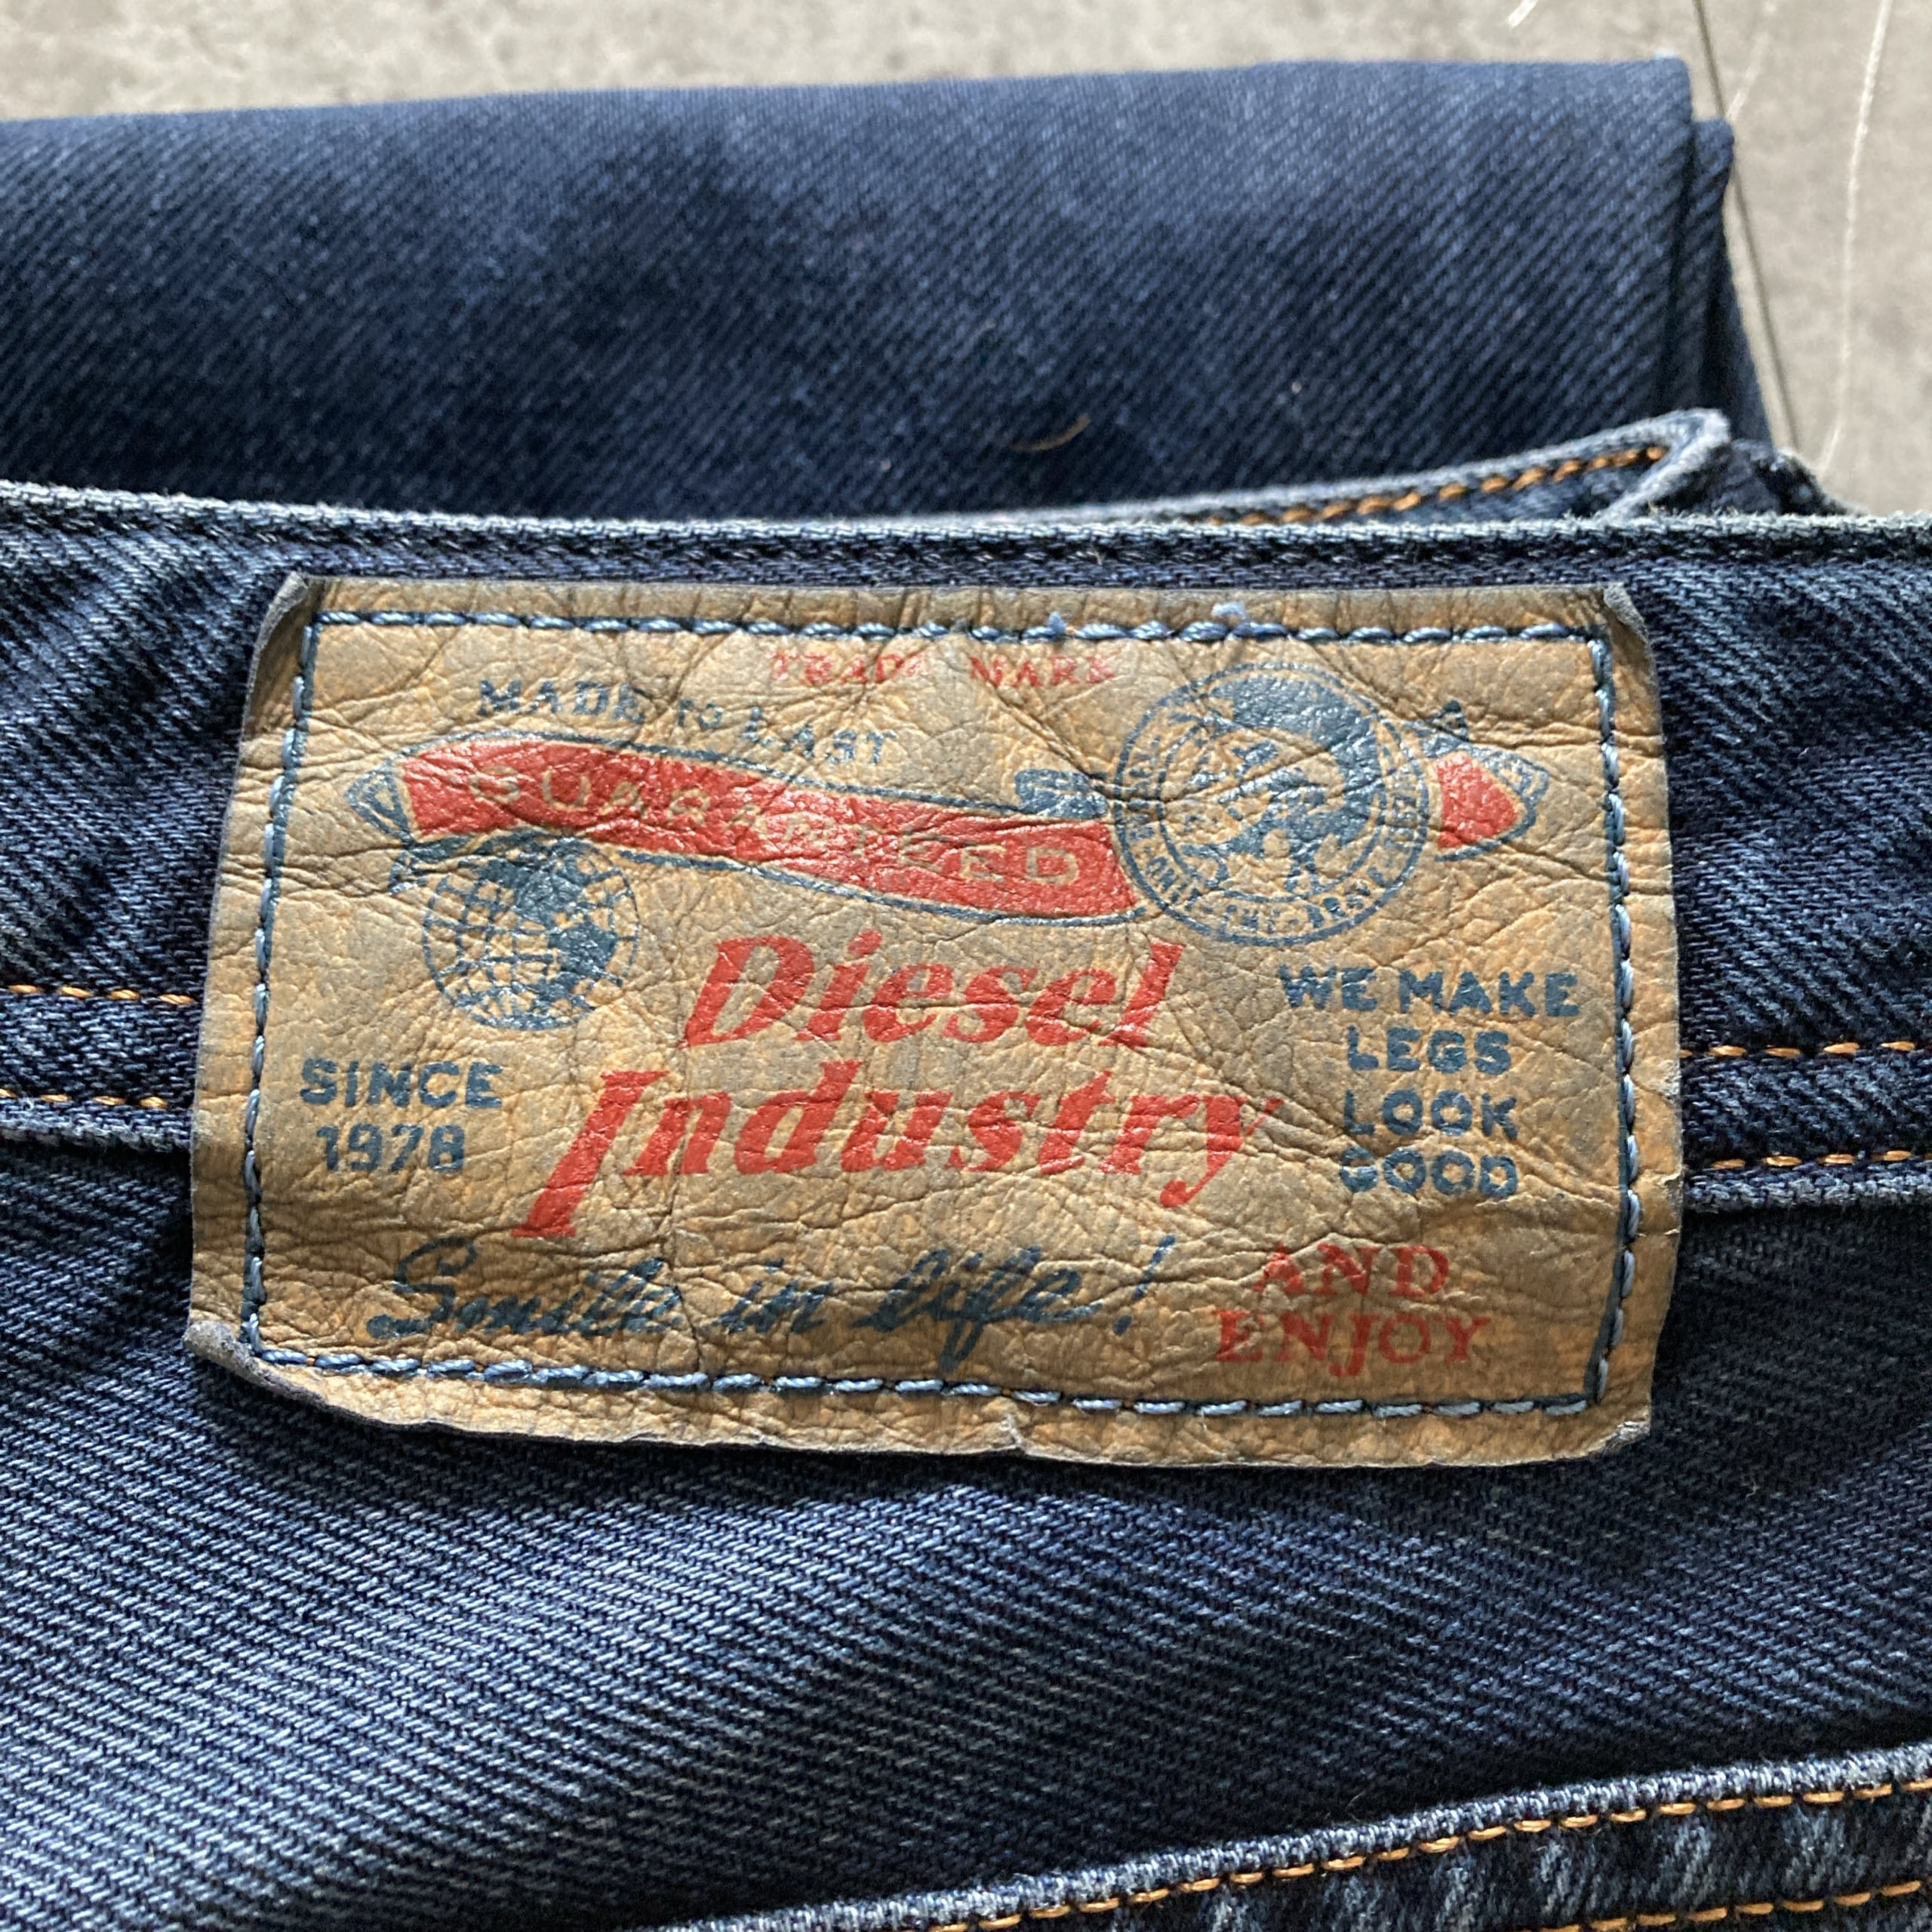 TRADE MARK
MADE TO LAST
GUARANTEED
Diesel
Industry
SINCE
1978
WE MAKE
LEGS
LOOK
GOOD
Smile in life!
AND
ENJOY